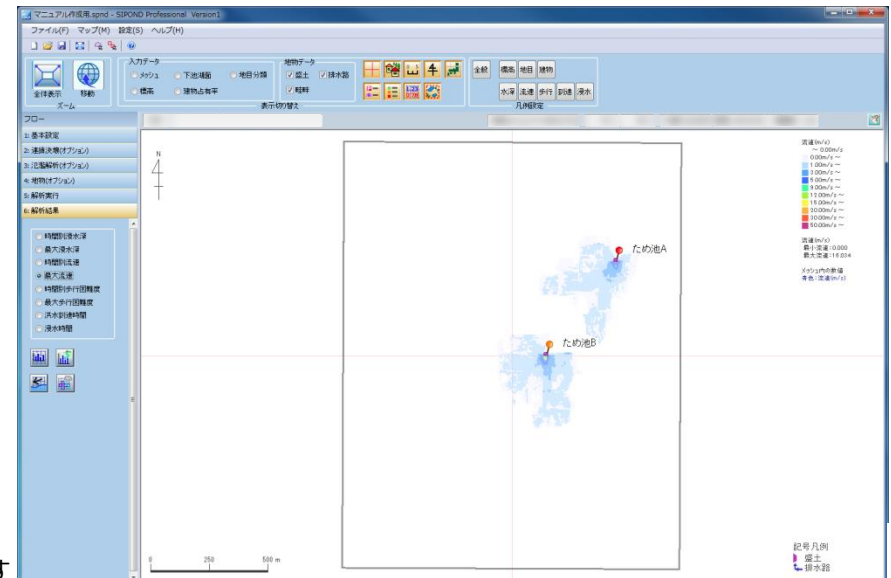 マニュアル作成用.spnd - SIPOND Professional Version1
ファイル(F) マップ(M) 設定(S) ヘルプ(H)
入力データ
メッシュ 下池湖面 地目分類
標高 建物占有率
地物データ
盛土 排水路
畦畔
全体表示 移動
ズーム
表示切り替え
全般 標高 地目 建物
水深 流速 歩行 到達 浸水
凡例設定
フロー
1: 基本設定
2: 連鎖決壊(オプション)
3: 氾濫解析(オプション)
4: 地物(オプション)
5: 解析実行
6: 解析結果
時間別浸水深
最大浸水深
時間別流速
最大流速
時間別歩行困難度
最大歩行困難度
洪水到達時間
浸水時間
N
ため池A
ため池B
流速(m/s)
～ 0.00m/s
0.00m/s ～
1.00m/s ～
3.00m/s ～
5.00m/s ～
9.00m/s ～
12.00m/s ～
15.00m/s ～
20.00m/s ～
30.00m/s ～
50.00m/s ～
流速(m/s)
最小流速:0.000
最大流速:16.034
メッシュ内の数値
青色:流速(m/s)
0 250 500 m
記号凡例
盛土
排水路
す